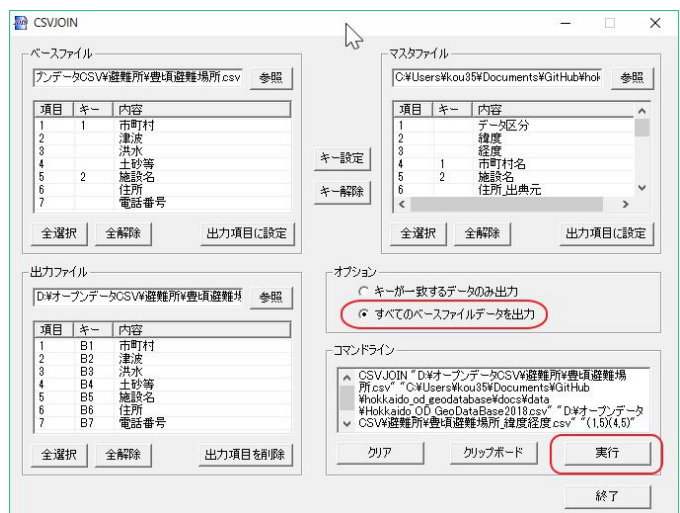 CSVJOIN
ベースファイル
プンデータCSV¥避難所¥豊頃避難場所.csv 参照
項目 キー 内容
1 1 市町村
2 津波
3 洪水
4 土砂等
5 2 施設名
6 住所
7 電話番号
全選択 全解除 出力項目に設定
キー設定
キー解除
マスタファイル
C:¥Users¥kou35¥Documents¥GitHub¥hok 参照
項目 キー 内容
1 データ区分
2 緯度
3 経度
4 1 市町村名
5 2 施設名
6 住所_出典元
全選択 全解除 出力項目に設定
出力ファイル
D:¥オープンデータCSV¥避難所¥豊頃避難場 参照
項目 キー 内容
1 B1 市町村
2 B2 津波
3 B3 洪水
4 B4 土砂等
5 B5 施設名
6 B6 住所
7 B7 電話番号
全選択 全解除 出力項目を削除
オプション
キーが一致するデータのみ出力
すべてのベースファイルデータを出力
コマンドライン
CSVJOIN "D:¥オープンデータCSV¥避難所¥豊頃避難場
所.csv" "C:¥Users¥kou35¥Documents¥GitHub
¥hokkaido_od_geodatabase¥docs¥data
¥Hokkaido_OD_GeoDataBase2018.csv" "D:¥オープンデータ
CSV¥避難所¥豊頃避難場所_緯度経度.csv" "(1,5)(4,5)"
クリア クリップボード 実行
終了